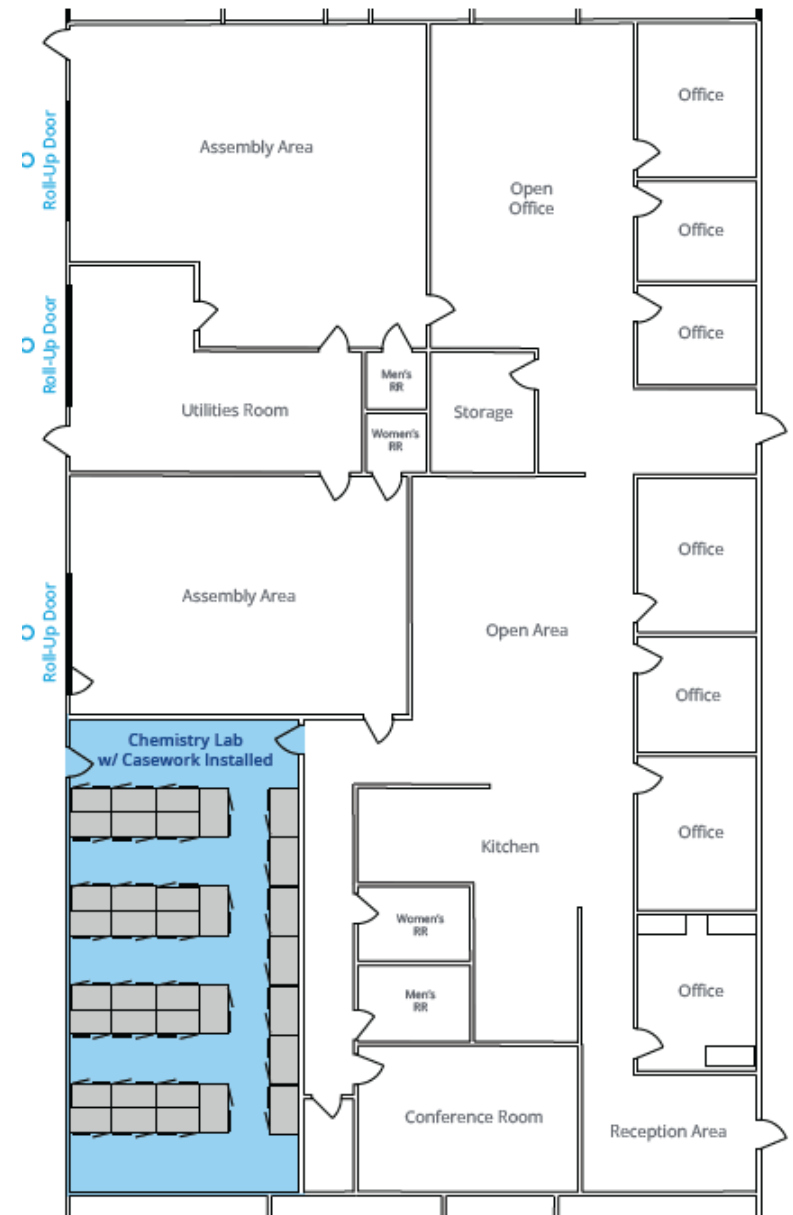 Office
Roll-Up Door
Assembly Area
Open
Office
Office
Roll-Up Door
Office
Men's
RR
Utilities Room
Storage
Women's
RR
Office
Roll-Up Door
Assembly Area
Open Area
Office
Chemistry Lab
w/ Casework Installed
Kitchen
Office
Women's
RR
Men's
RR
Office
Conference Room
Reception Area